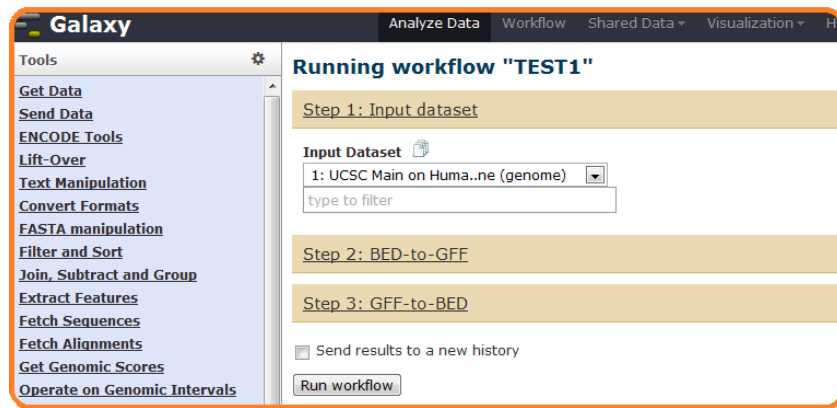 Galaxy
Analyze Data Workflow Shared Data Visualization H
Tools
Get Data
Send Data
ENCODE Tools
Lift-Over
Text Manipulation
Convert Formats
FASTA manipulation
Filter and Sort
Join, Subtract and Group
Extract Features
Fetch Sequences
Fetch Alignments
Get Genomic Scores
Operate on Genomic Intervals
Running workflow "TEST1"
Step 1: Input dataset
Input Dataset
1: UCSC Main on Huma..ne (genome)
type to filter
Step 2: BED-to-GFF
Step 3: GFF-to-BED
Send results to a new history
Run workflow